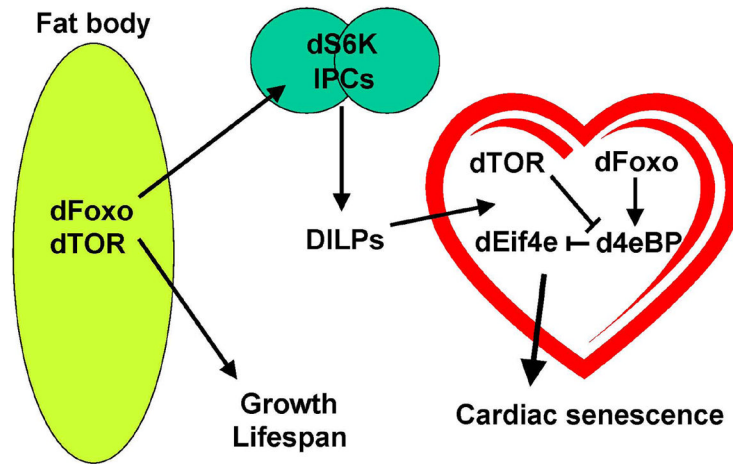 Fat body
dS6K
IPCs
dFoxo
dTOR
DILPs
dTOR dFoxo
dEif4e d4eBP
Growth
Lifespan
Cardiac senescence